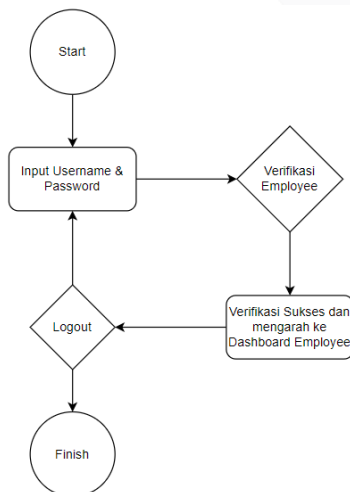 Start
Input Username &
Password
Verifikasi
Employee
Verifikasi Sukses dan
mengarah ke
Dashboard Employee
Logout
Finish